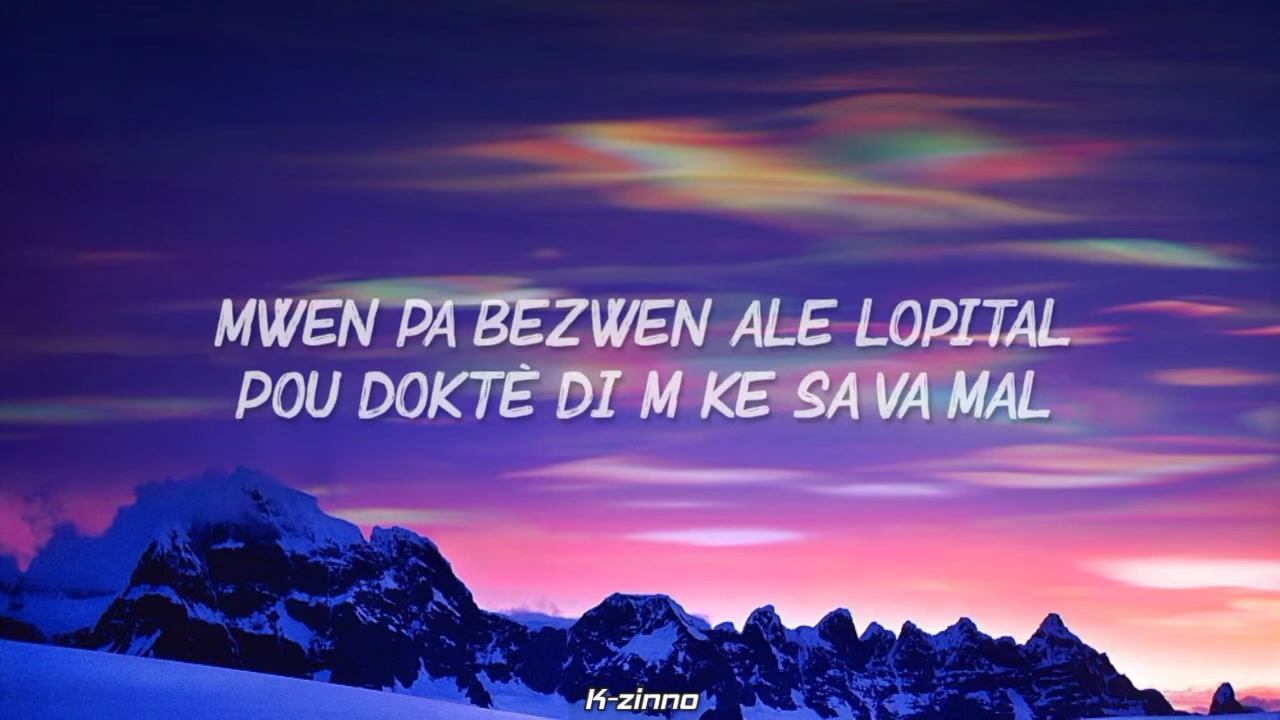 MWEN PA BEZWEN ALE LOPITAL
POU DOKTÈ DI M KE SA VA MAL
K-zinno